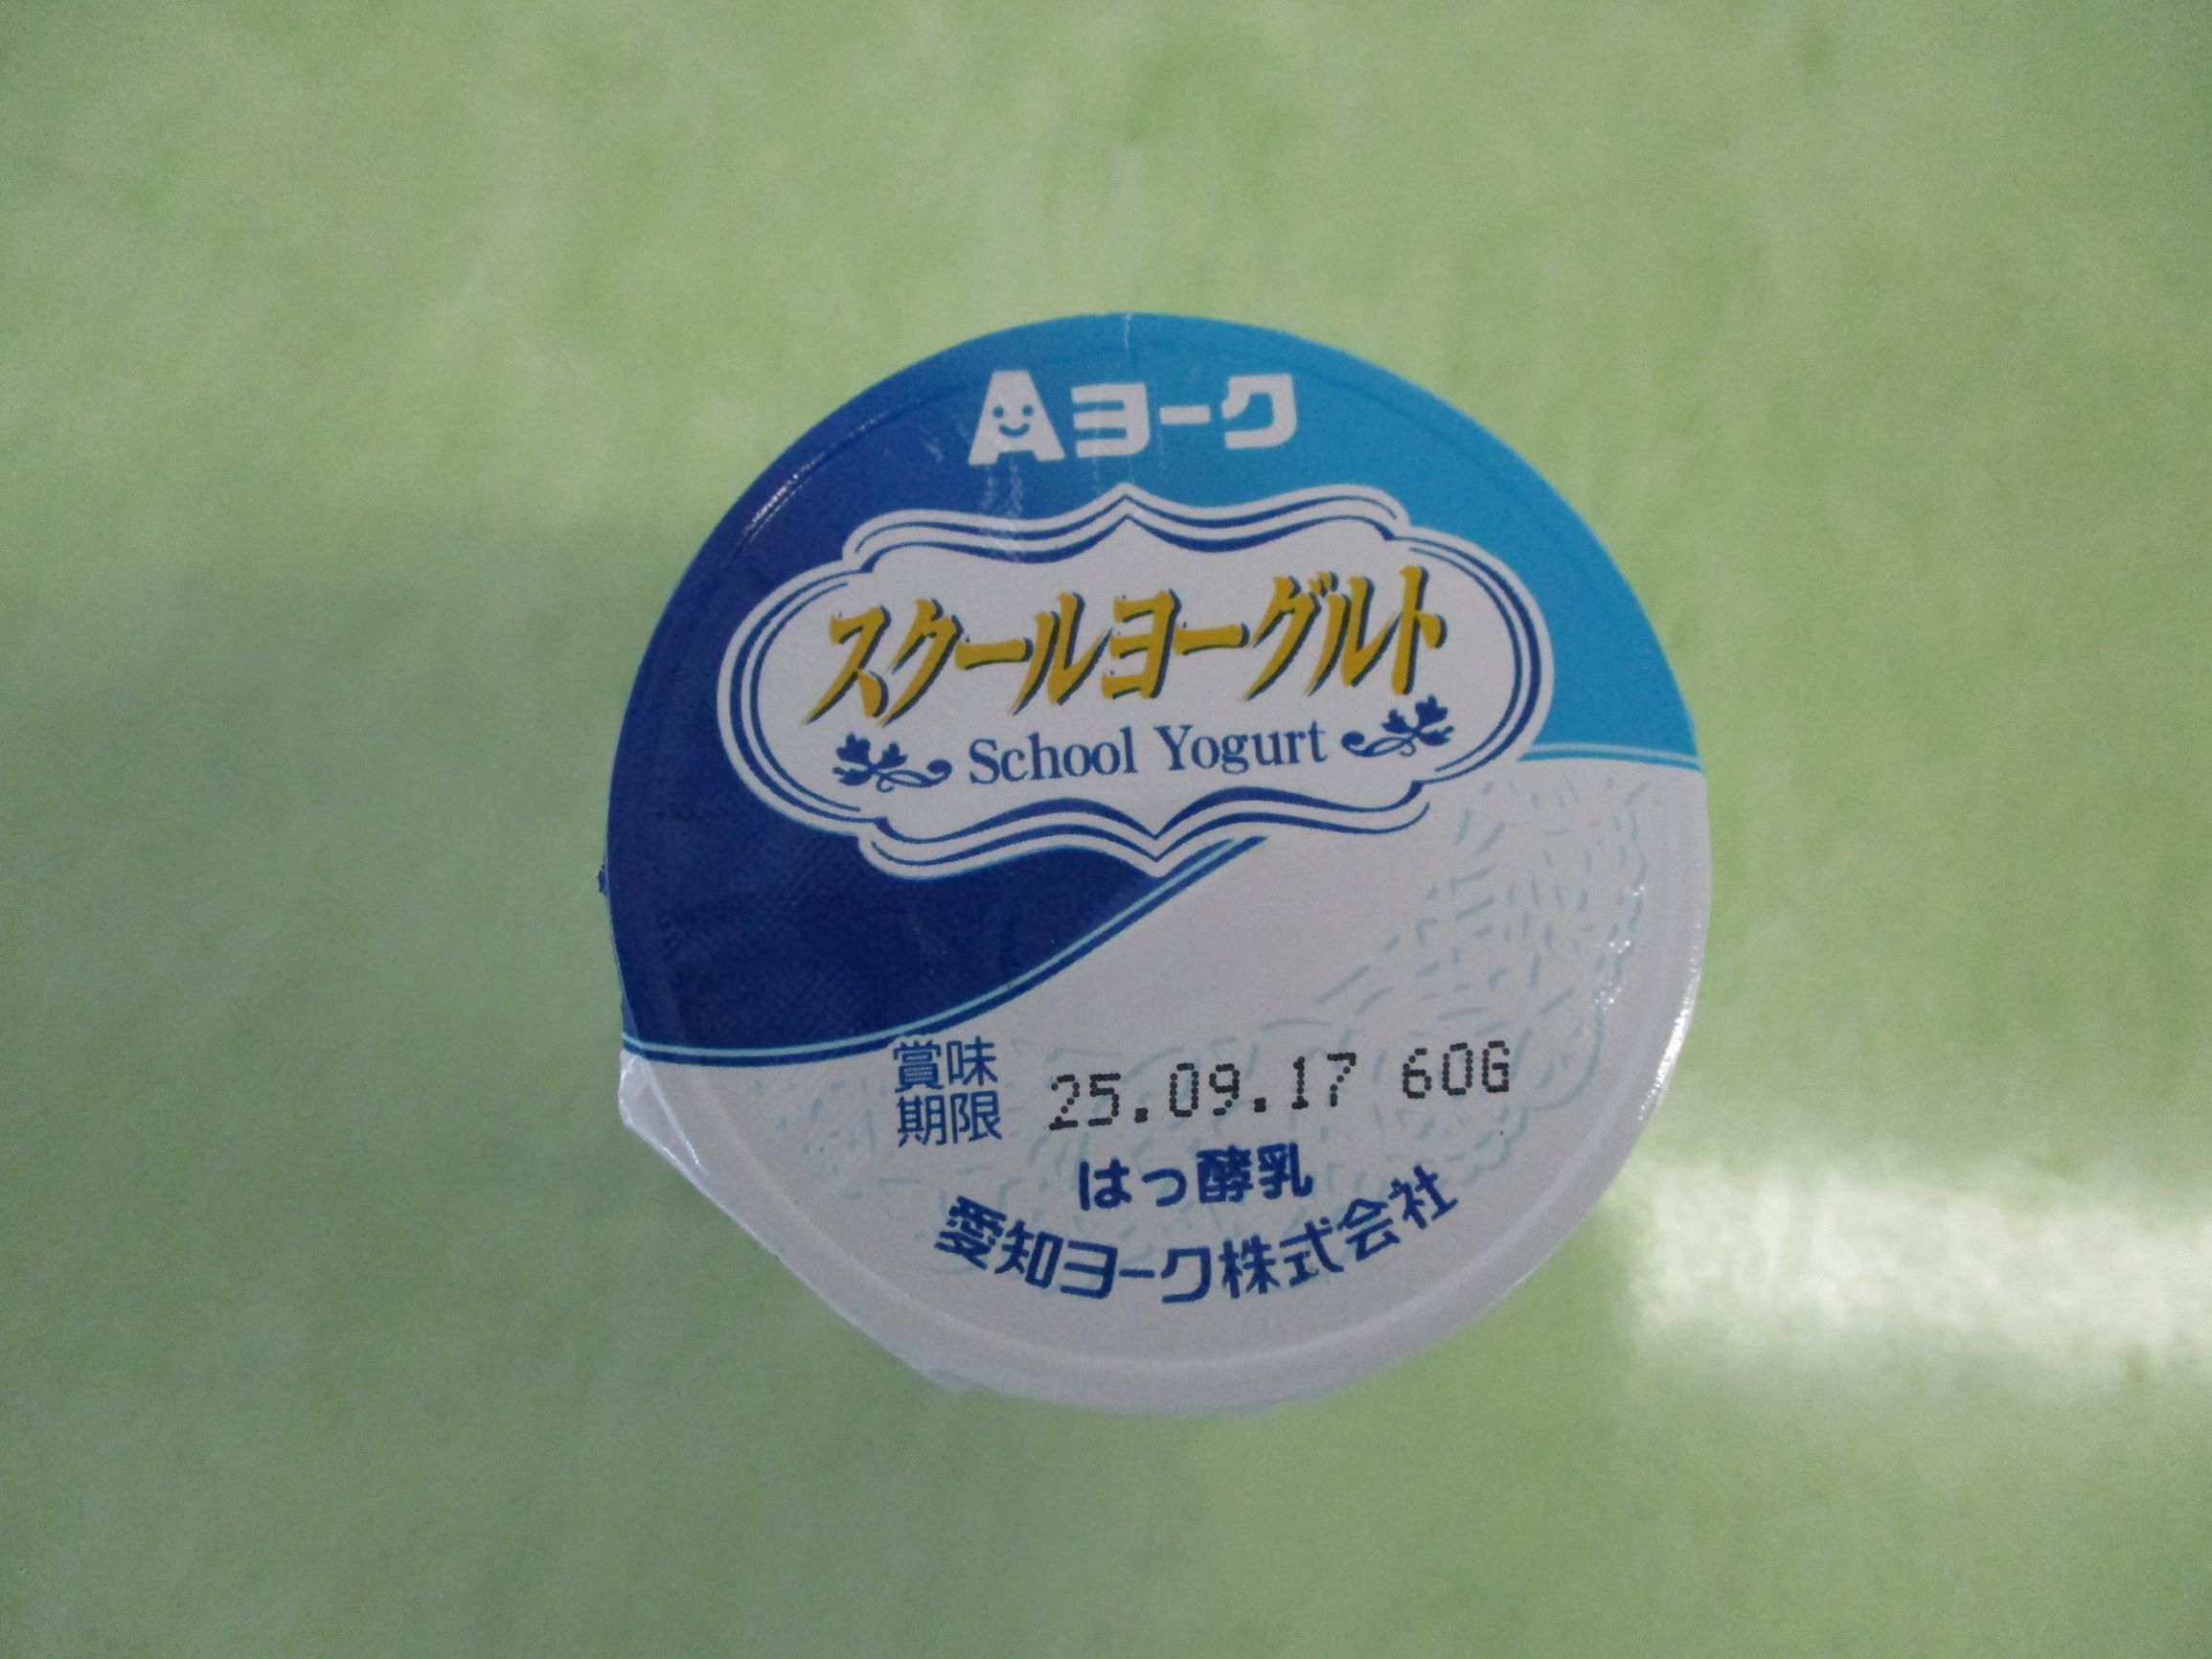 Aヨーク
スクールヨーグルト
School Yogurt
賞味
期限
25.09.17 60G
はっ酵乳
愛知ヨーク株式会社